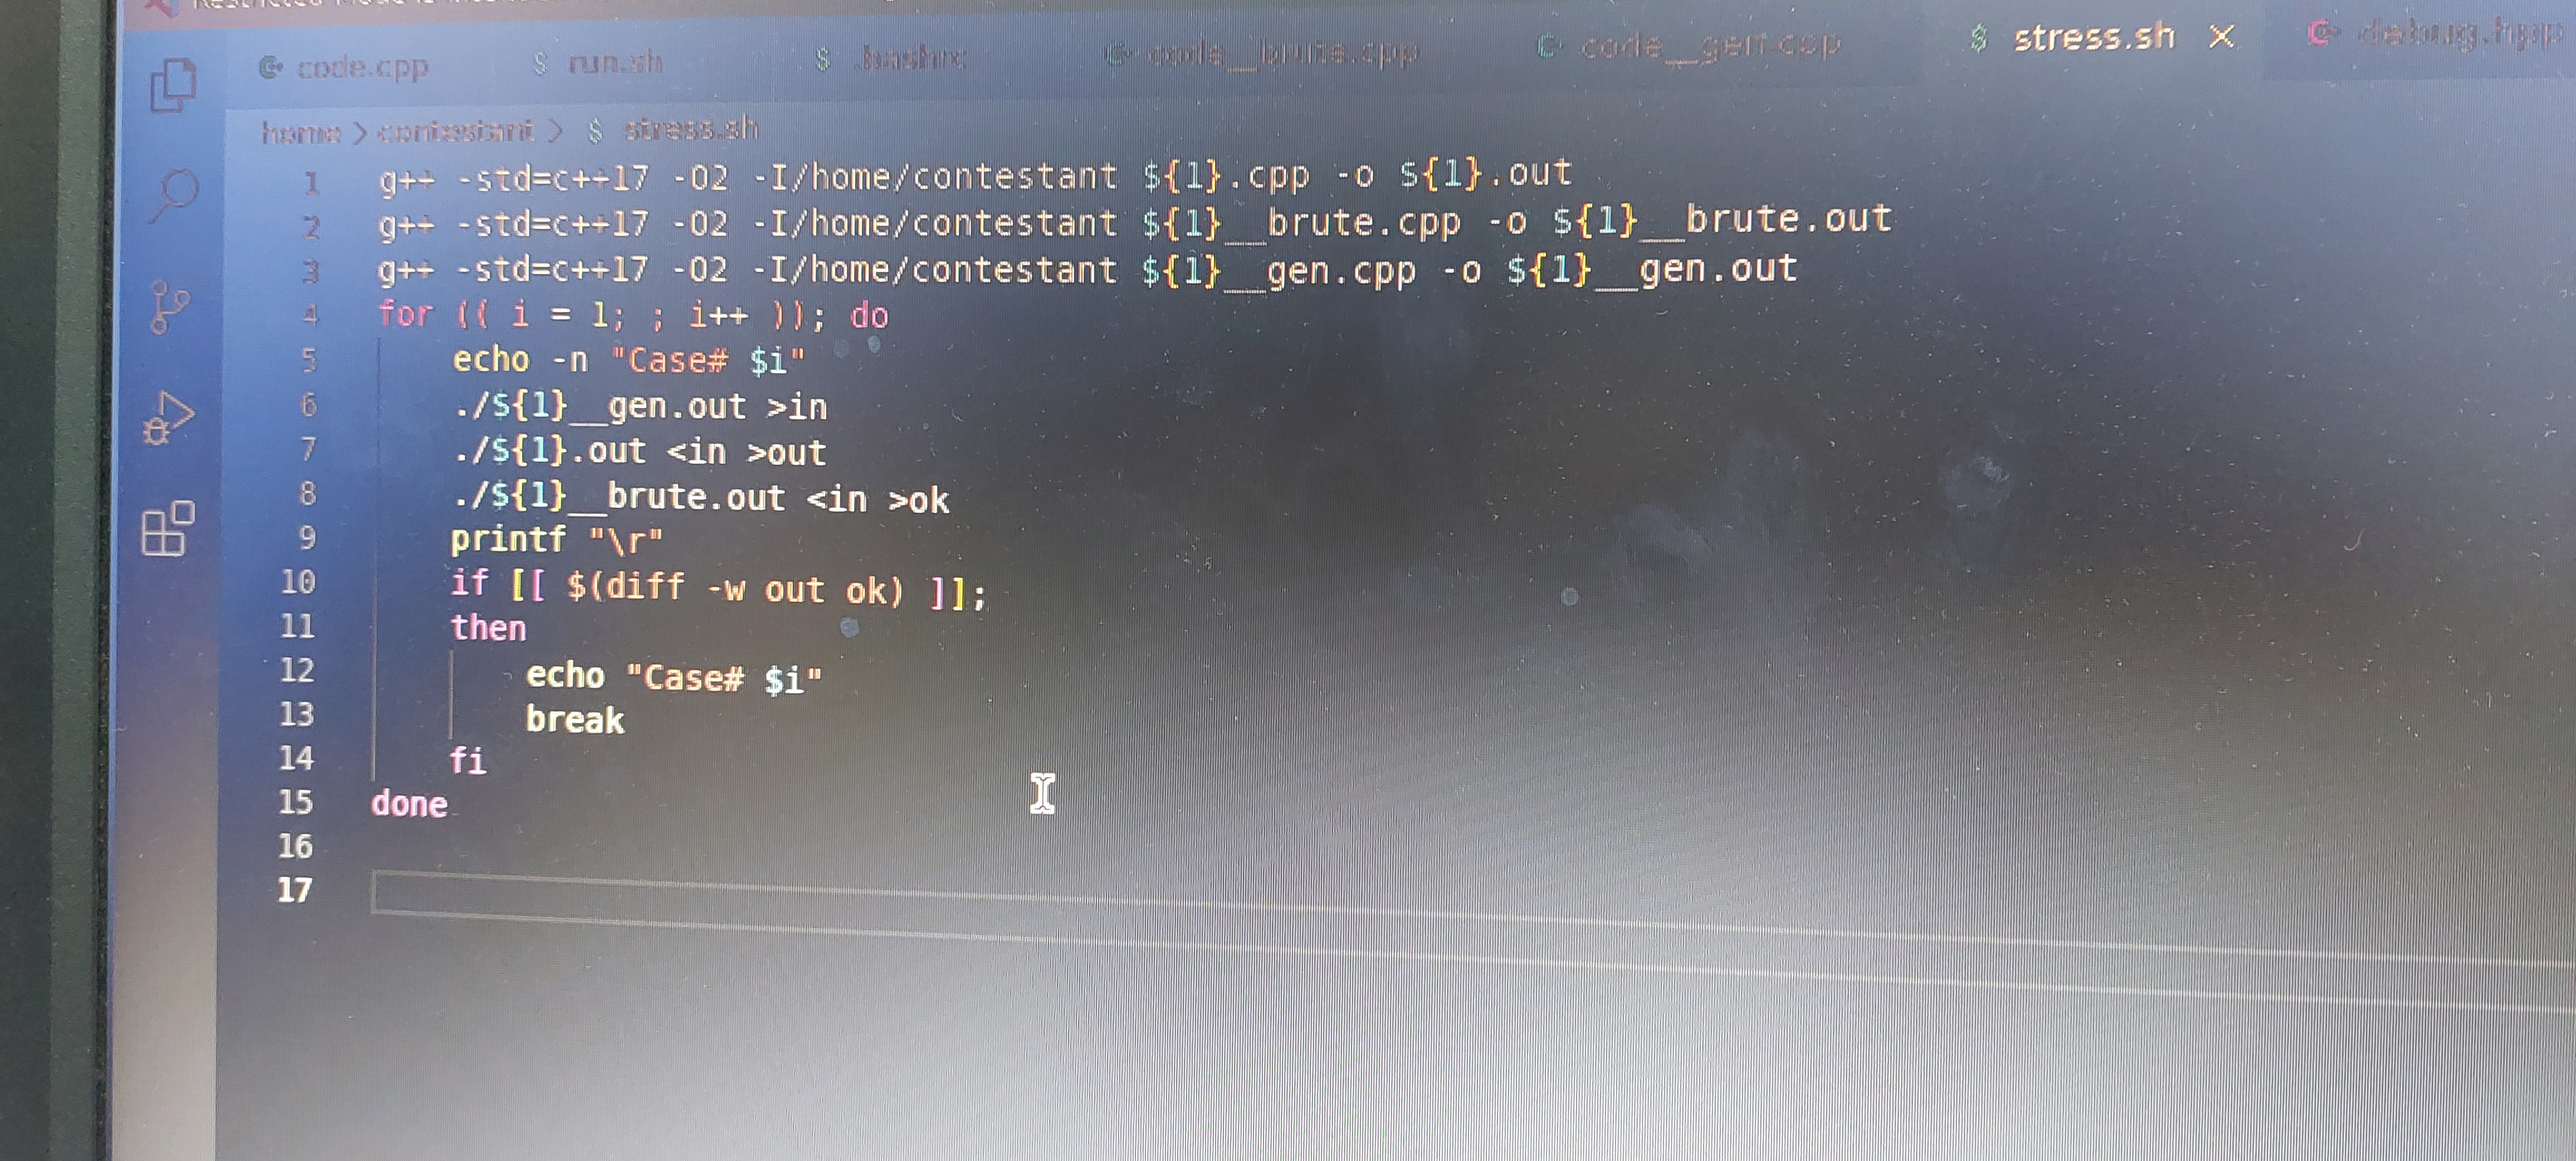 code.cpp $ run.sh $ .bashrc code__brute.cpp code__gen.cpp $ stress.sh × debug.hpp
home > contestant > $ stress.sh
1 g++ -std=c++17 -O2 -I/home/contestant ${1}.cpp -o ${1}.out
2 g++ -std=c++17 -O2 -I/home/contestant ${1}__brute.cpp -o ${1}__brute.out
3 g++ -std=c++17 -O2 -I/home/contestant ${1}__gen.cpp -o ${1}__gen.out
4 for (( i = 1; ; i++ )); do
5 echo -n "Case# $i"
6 ./${1}__gen.out >in
7 ./${1}.out <in >out
8 ./${1}__brute.out <in >ok
9 printf "\r"
10 if [[ $(diff -w out ok) ]];
11 then
12 echo "Case# $i"
13 break
14 fi
15 done
16
17